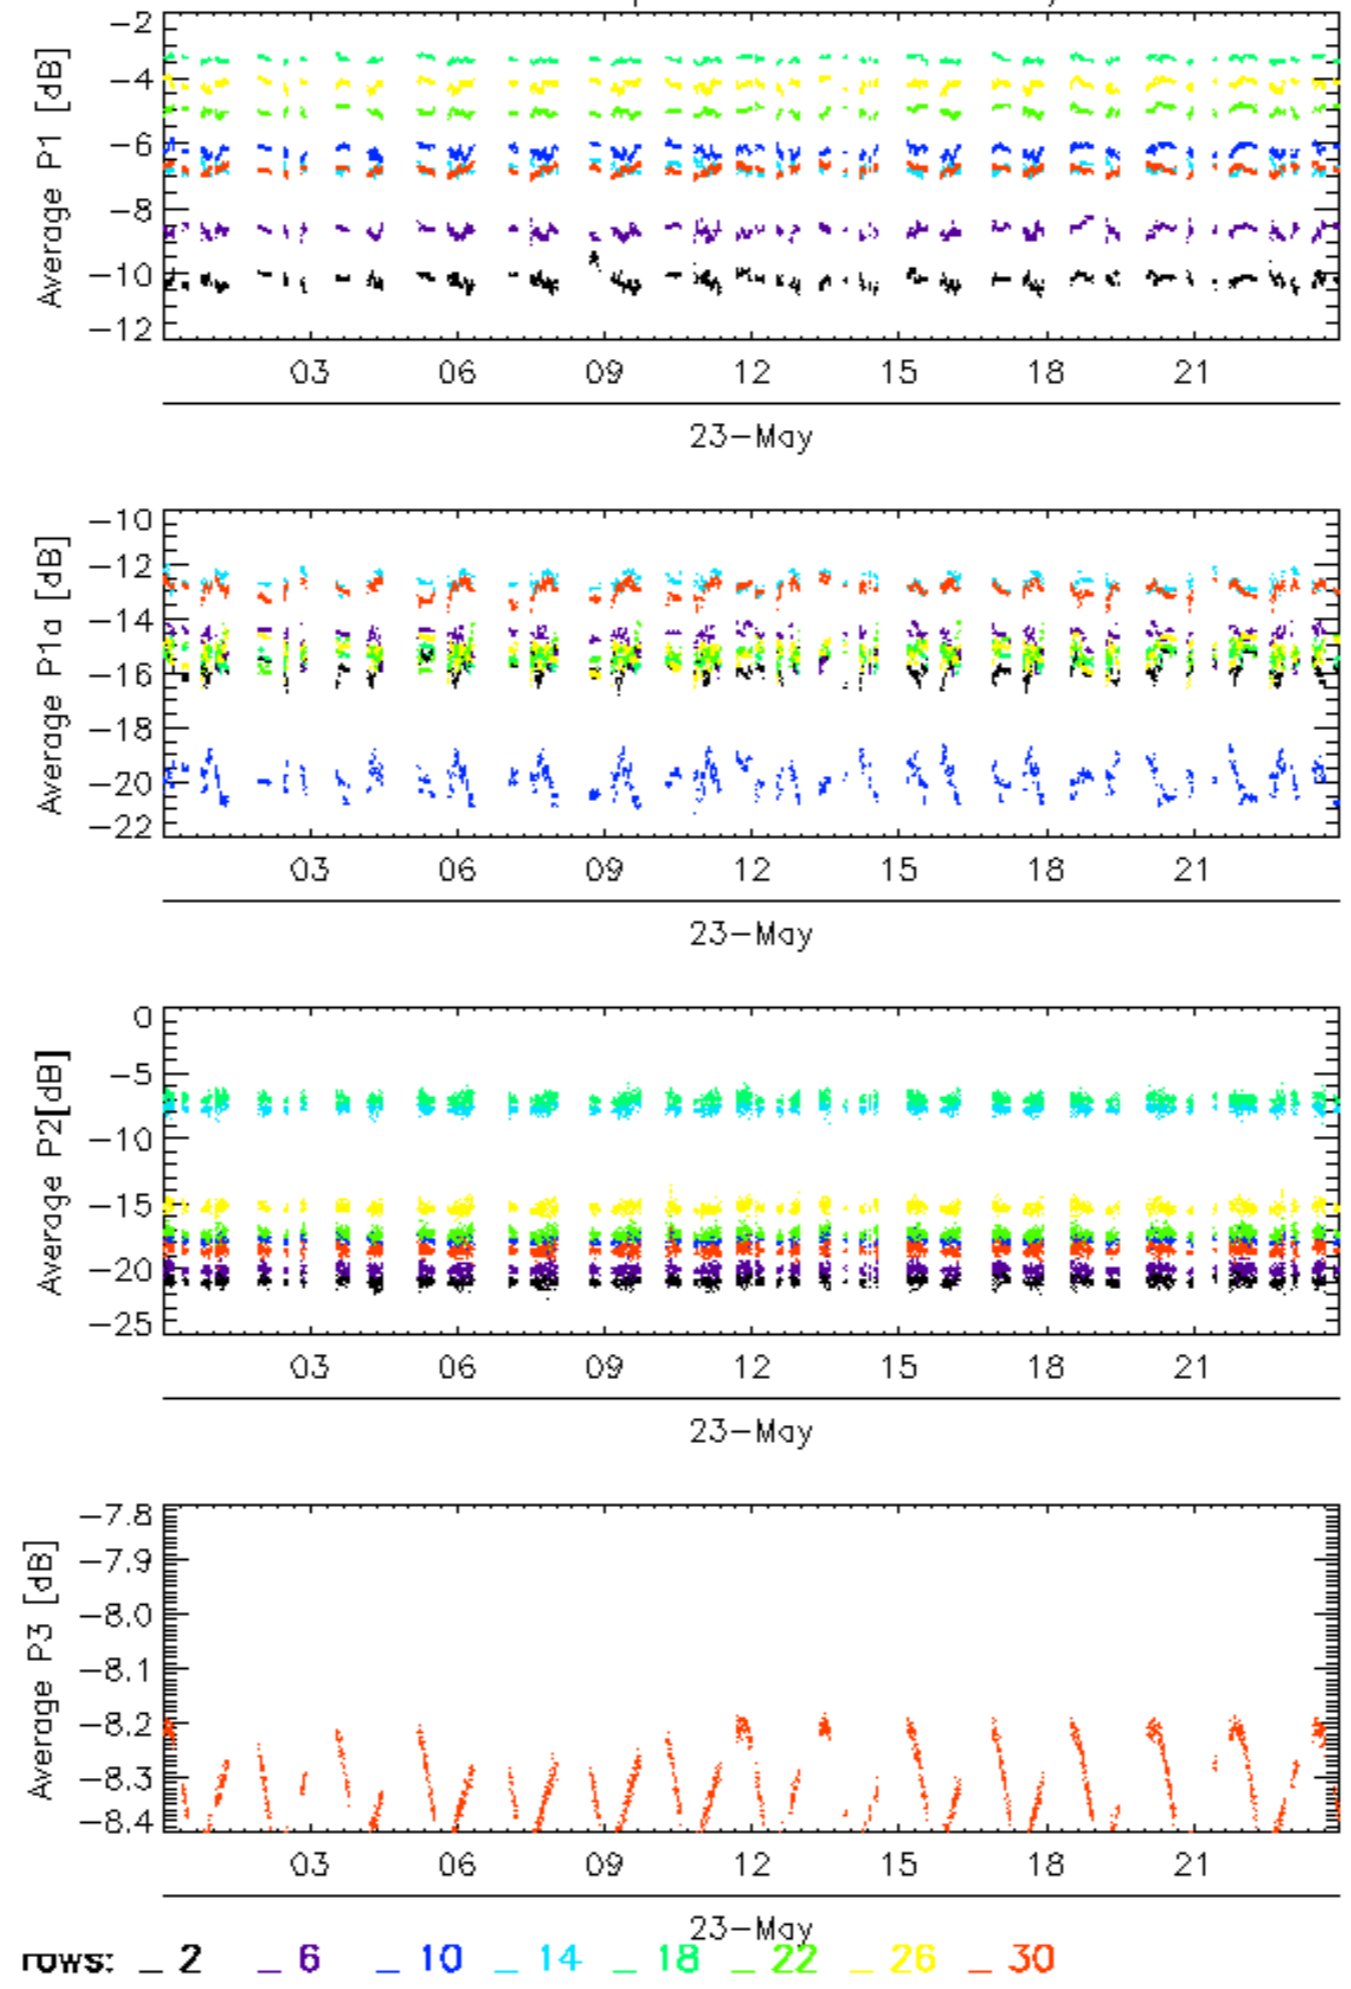 Average P1 [dB]
-2
-4
-6
-8
-10
-12
03 06 09 12 15 18 21
23-May
Average P1a [dB]
-10
-12
-14
-16
-18
-20
-22
03 06 09 12 15 18 21
23-May
Average P2[dB]
0
-5
-10
-15
-20
-25
03 06 09 12 15 18 21
23-May
Average P3 [dB]
-7.8
-7.9
-8.0
-8.1
-8.2
-8.3
-8.4
03 06 09 12 15 18 21
23-May
rows: _ 2 _ 6 _ 10 _ 14 _ 18 _ 22 _ 26 _ 30